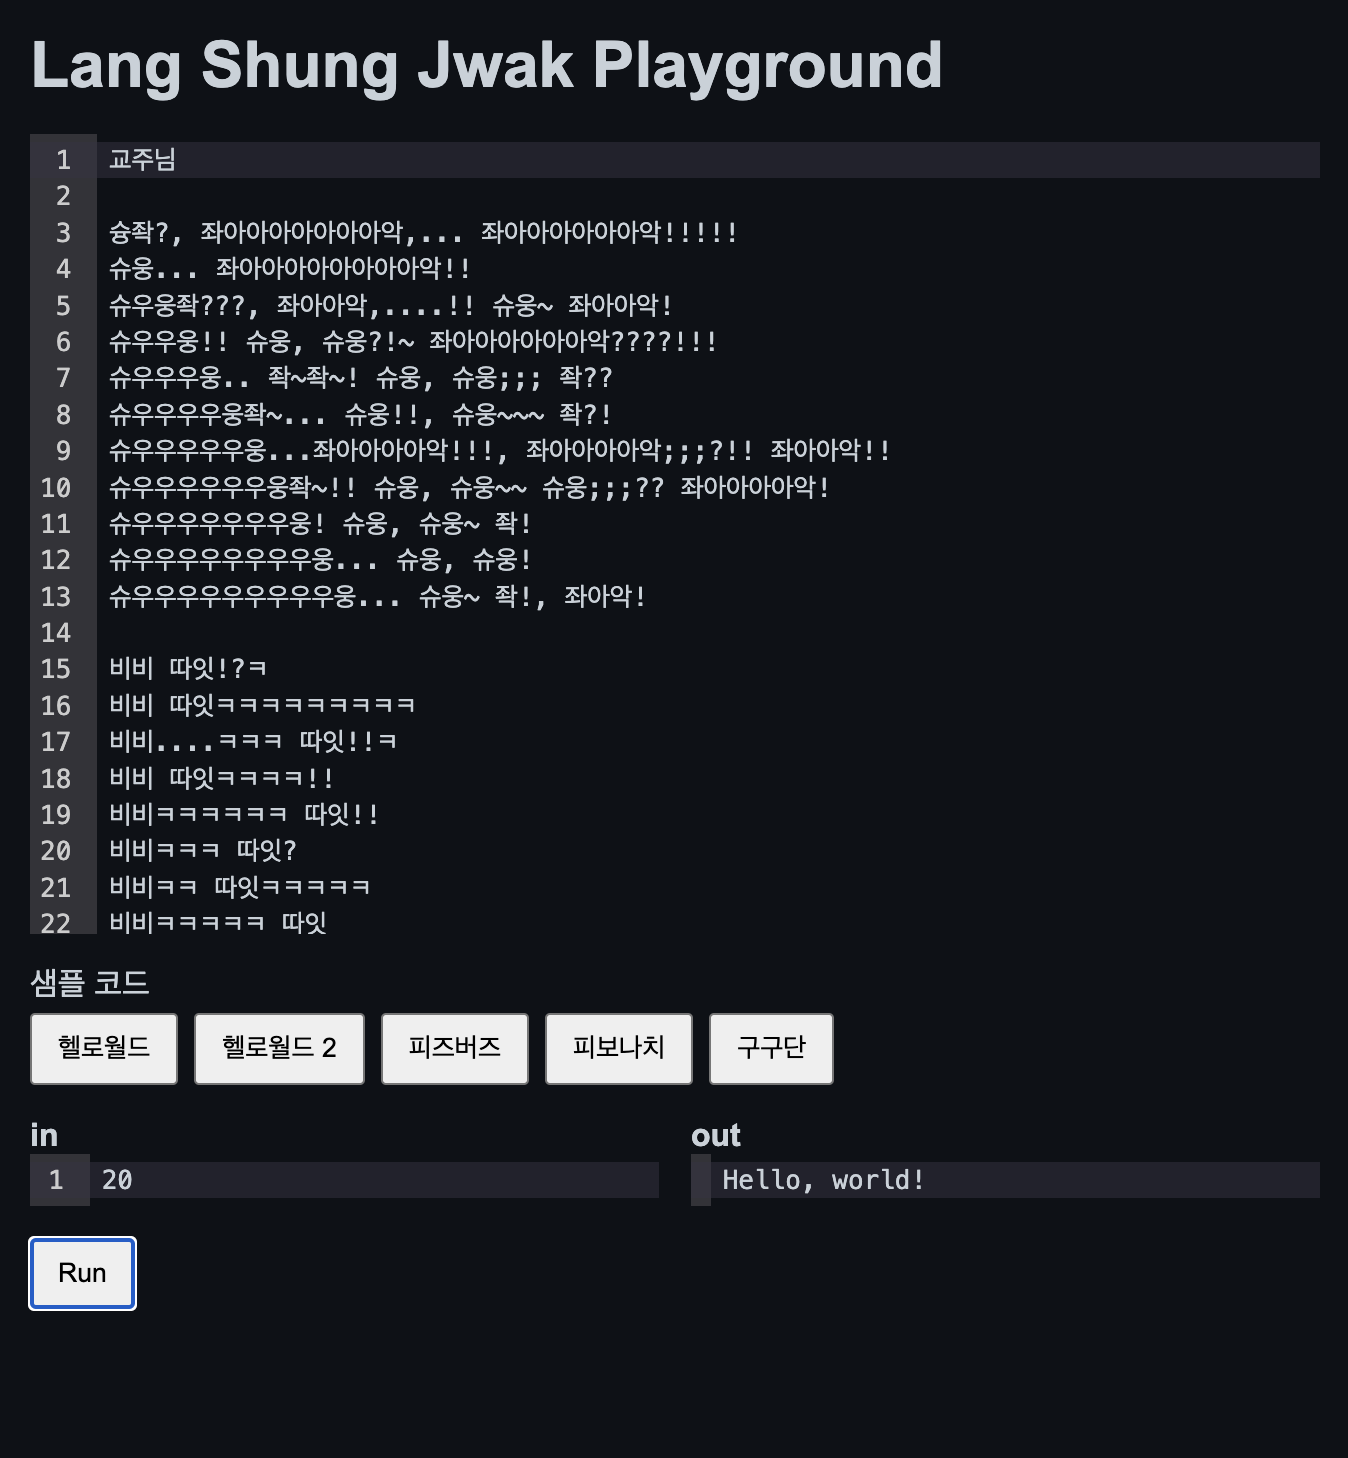 Lang Shung Jwak Playground
1 교주님
2
3 슝좍?, 좌아아아아아아아악,... 좌아아아아아아악!!!!!
4 슈웅... 좌아아아아아아아아악!!
5 슈우웅좍???, 좌아아악,....!! 슈웅~ 좌아아악!
6 슈우우웅!! 슈웅, 슈웅?!~ 좌아아아아아아악????!!!
7 슈우우우웅.. 좍~좍~! 슈웅, 슈웅;;; 좍??
8 슈우우우우웅좍~... 슈웅!!, 슈웅~~~ 좍?!
9 슈우우우우우웅...좌아아아아악!!!, 좌아아아아악;;;?!! 좌아아악!!
10 슈우우우우우우웅좍~!! 슈웅, 슈웅~~ 슈웅;;;?? 좌아아아아악!
11 슈우우우우우우우웅! 슈웅, 슈웅~ 좍!
12 슈우우우우우우우우웅... 슈웅, 슈웅!
13 슈우우우우우우우우우웅... 슈웅~ 좍!, 좌아악!
14
15 비비 따잇!?ㅋ
16 비비 따잇ㅋㅋㅋㅋㅋㅋㅋㅋㅋ
17 비비....ㅋㅋㅋ 따잇!!ㅋ
18 비비 따잇ㅋㅋㅋㅋ!!
19 비비ㅋㅋㅋㅋㅋㅋ 따잇!!
20 비비ㅋㅋㅋ 따잇?
21 비비ㅋㅋ 따잇ㅋㅋㅋㅋㅋ
22 비비ㅋㅋㅋㅋㅋ 따잇
샘플 코드
헬로월드 헬로월드 2 피즈버즈 피보나치 구구단
in out
1 20 Hello, world!
Run